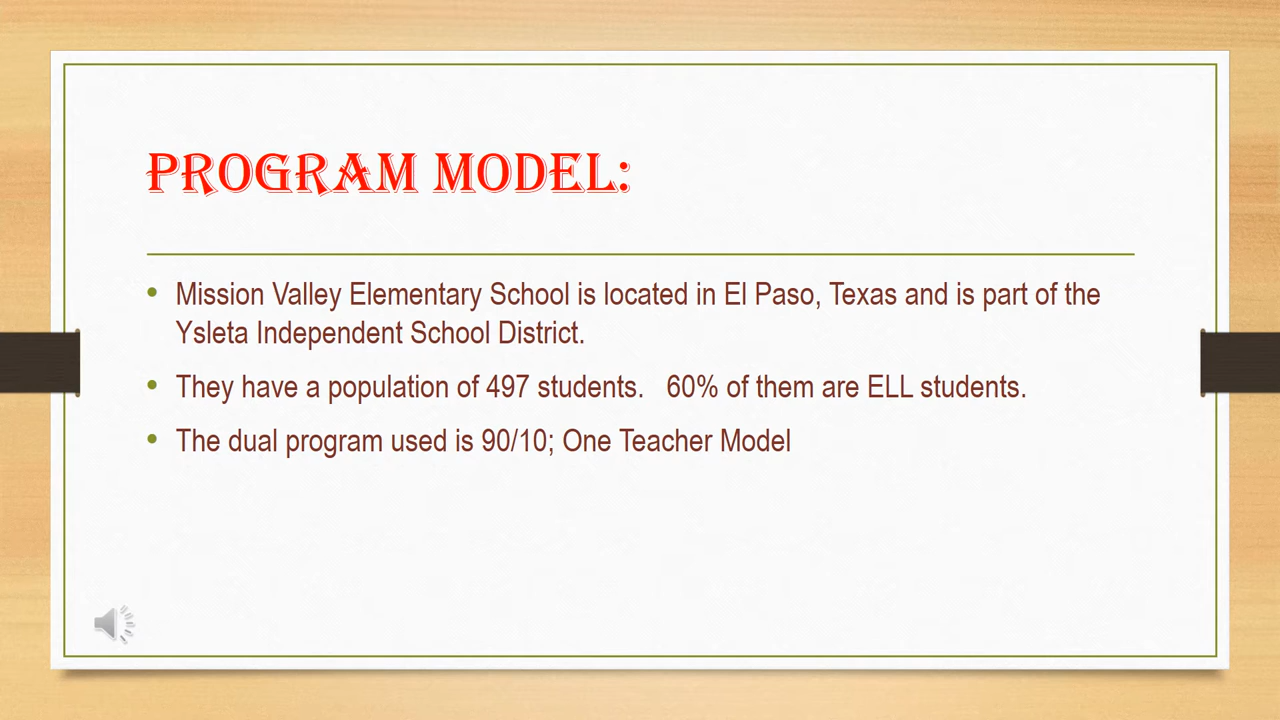 PROGRAM MODEL:
• Mission Valley Elementary School is located in El Paso, Texas and is part of the
Ysleta Independent School District.
• They have a population of 497 students.   60% of them are ELL students.
• The dual program used is 90/10; One Teacher Model